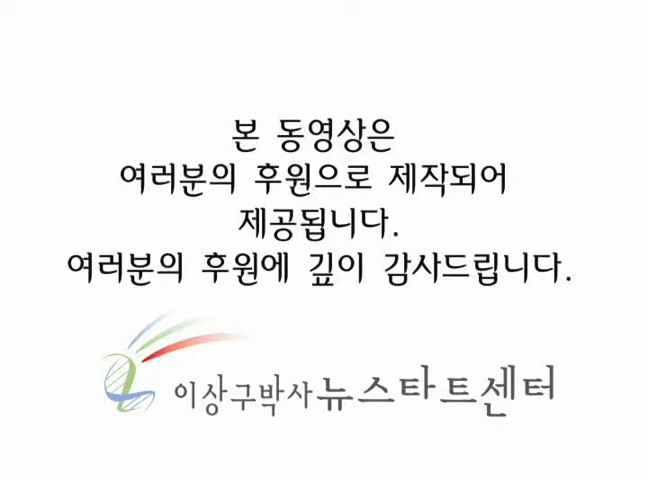 본 동영상은
여러분의 후원으로 제작되어
제공됩니다.
여러분의 후원에 깊이 감사드립니다.
이상구박사뉴스타트센터